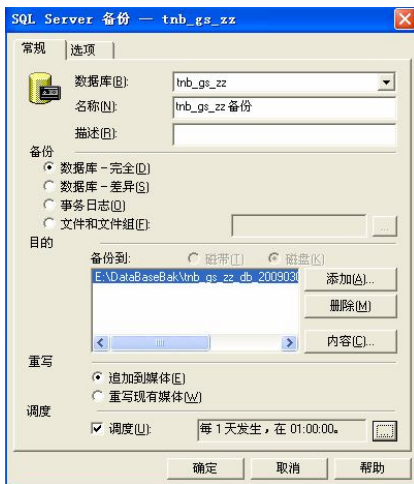 SQL Server 备份 — tnb_gs_zz
常规 选项
数据库(B): tnb_gs_zz
名称(N): tnb_gs_zz 备份
描述(R):
备份
数据库 - 完全(D)
数据库 - 差异(S)
事务日志(O)
文件和文件组(F): ...
目的
备份到: 磁带(T) 磁盘(K)
E:\DataBaseBak\tnb_gs_zz_db_2009030
添加(A)...
删除(M)
内容(C)...
重写
追加到媒体(E)
重写现有媒体(W)
调度
调度(U): 每 1 天发生，在 01:00:00。 ...
确定 取消 帮助